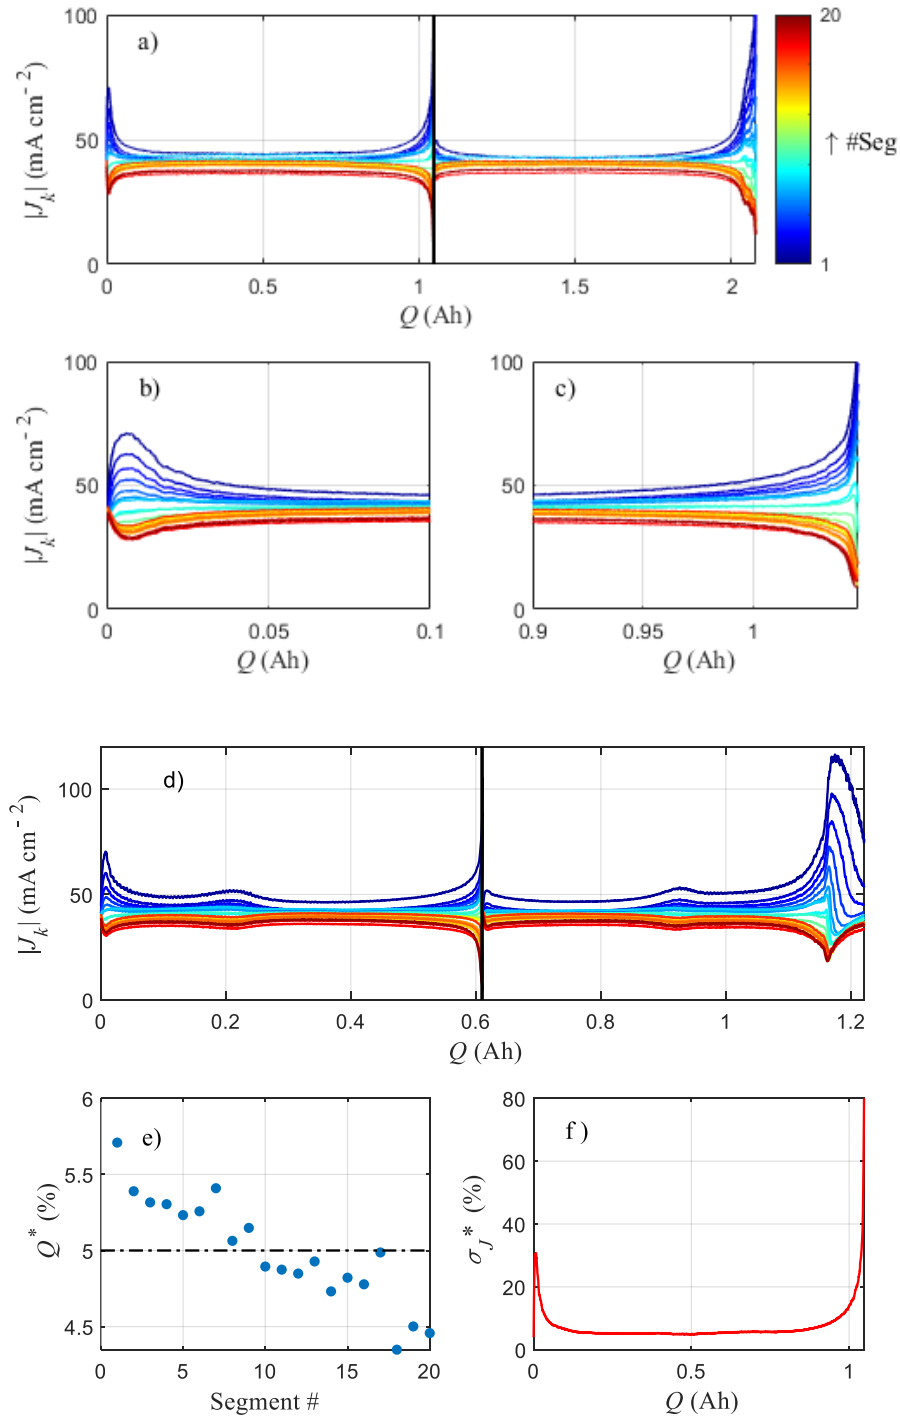 100
50
0
|J_k| (mA cm^-2)
a)
0 0.5 1 1.5 2
Q (Ah)
20
↑ #Seg
1
100
50
0
|J_k| (mA cm^-2)
b)
0 0.05 0.1
Q (Ah)
100
50
0
c)
0.9 0.95 1
Q (Ah)
100
50
0
|J_k| (mA cm^-2)
d)
0 0.2 0.4 0.6 0.8 1 1.2
Q (Ah)
6
5.5
5
4.5
Q* (%)
e)
0 5 10 15 20
Segment #
80
60
40
20
0
σ_J* (%)
f )
0 0.5 1
Q (Ah)